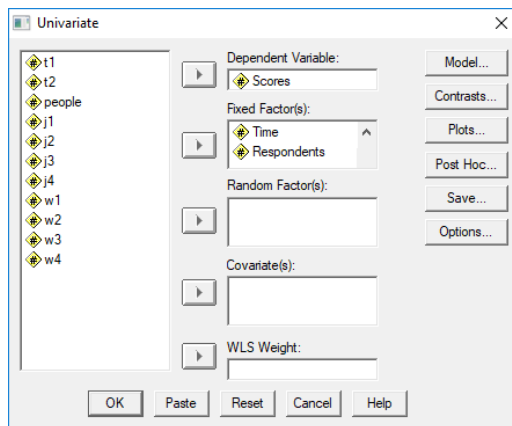 Univariate
t1
t2
people
j1
j2
j3
j4
w1
w2
w3
w4
Dependent Variable:
Scores
Fixed Factor(s):
Time
Respondents
Random Factor(s):
Covariate(s):
WLS Weight:
Model...
Contrasts...
Plots...
Post Hoc...
Save...
Options...
OK
Paste
Reset
Cancel
Help